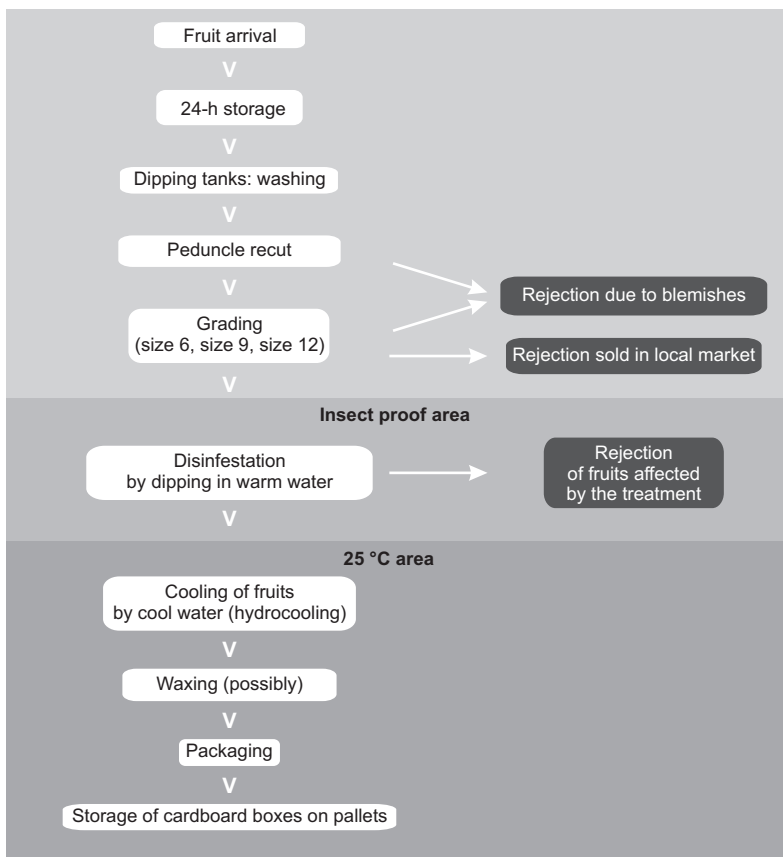 Fruit arrival
V
24-h storage
V
Dipping tanks: washing
V
Peduncle recut
V
Rejection due to blemishes
Grading
(size 6, size 9, size 12)
Rejection sold in local market
V
Insect proof area
Disinfestation
by dipping in warm water
Rejection
of fruits affected
by the treatment
V
25 °C area
Cooling of fruits
by cool water (hydrocooling)
V
Waxing (possibly)
V
Packaging
V
Storage of cardboard boxes on pallets